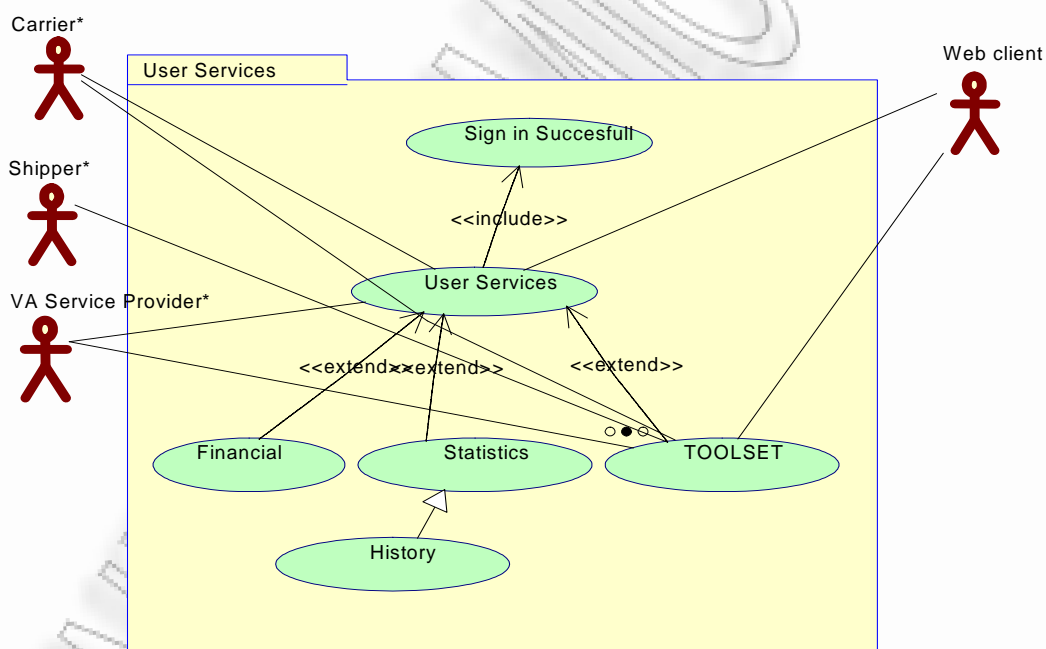 Carrier*
Web client
User Services
Sign in Succesfull
Shipper*
<<include>>
User Services
VA Service Provider*
<<extend>>
<<extend>>
<<extend>>
Financial
Statistics
TOOLSET
History